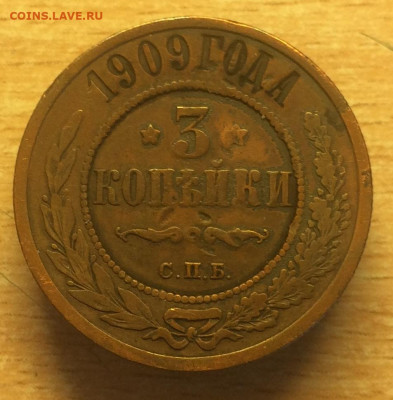 COINS.LAVE.RU
1909 ГОДА
3
КОПѢЙКИ
С.П.Б.